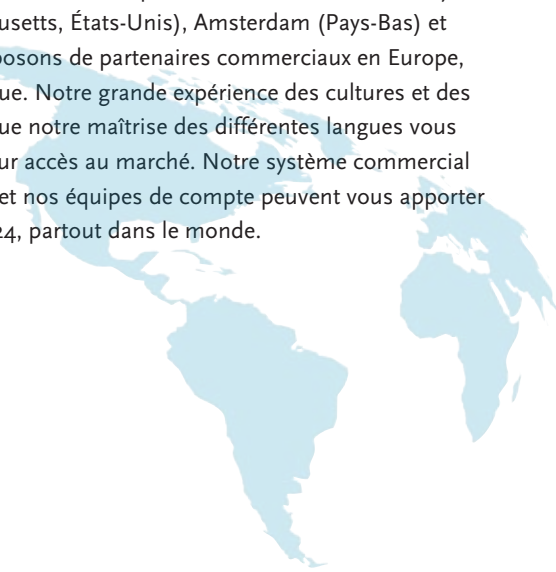 usetts, États-Unis), Amsterdam (Pays-Bas) et
posons de partenaires commerciaux en Europe,
ue. Notre grande expérience des cultures et des
ue notre maîtrise des différentes langues vous
ur accès au marché. Notre système commercial
et nos équipes de compte peuvent vous apporter
24, partout dans le monde.